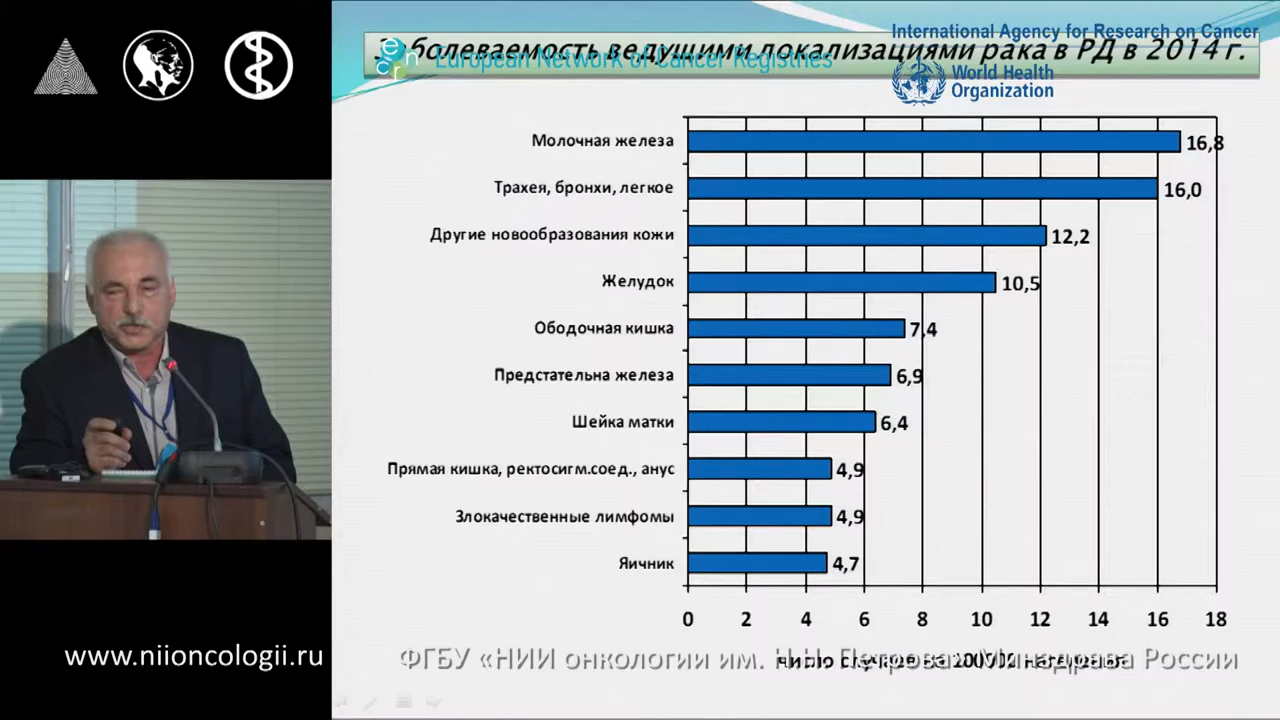 International Agency for Research on Cancer
Заболеваемость ведущими локализациями рака в РД в 2014 г.
encr
European Network of Cancer Registries
World Health
Organization
Молочная железа 16,8
Трахея, бронхи, легкое 16,0
Другие новообразования кожи 12,2
Желудок 10,5
Ободочная кишка 7,4
Предстательна железа 6,9
Шейка матки 6,4
Прямая кишка, ректосигм.соед., анус 4,9
Злокачественные лимфомы 4,9
Яичник 4,7
0 2 4 6 8 10 12 14 16 18
www.niioncologii.ru
ФГБУ «НИИ онкологии им. Н.Н. Петрова» Минздрава России
число случаев на 100000 населения